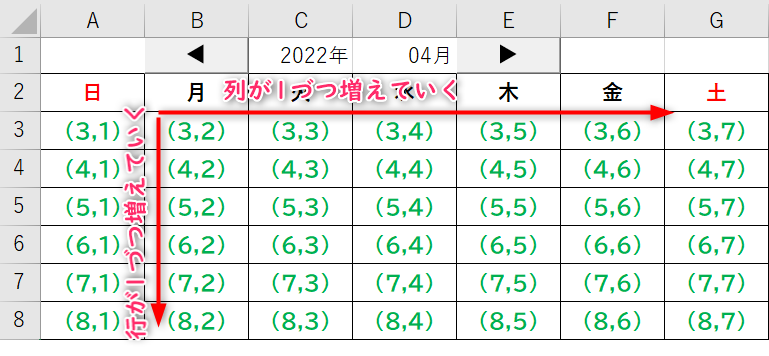 A B C D E F G
1 ◀ 2022年 04月 ▶
2 日 月 火 水 木 金 土
列が1づつ増えていく
行が1づつ増えていく
3 (3,1) (3,2) (3,3) (3,4) (3,5) (3,6) (3,7)
4 (4,1) (4,2) (4,3) (4,4) (4,5) (4,6) (4,7)
5 (5,1) (5,2) (5,3) (5,4) (5,5) (5,6) (5,7)
6 (6,1) (6,2) (6,3) (6,4) (6,5) (6,6) (6,7)
7 (7,1) (7,2) (7,3) (7,4) (7,5) (7,6) (7,7)
8 (8,1) (8,2) (8,3) (8,4) (8,5) (8,6) (8,7)